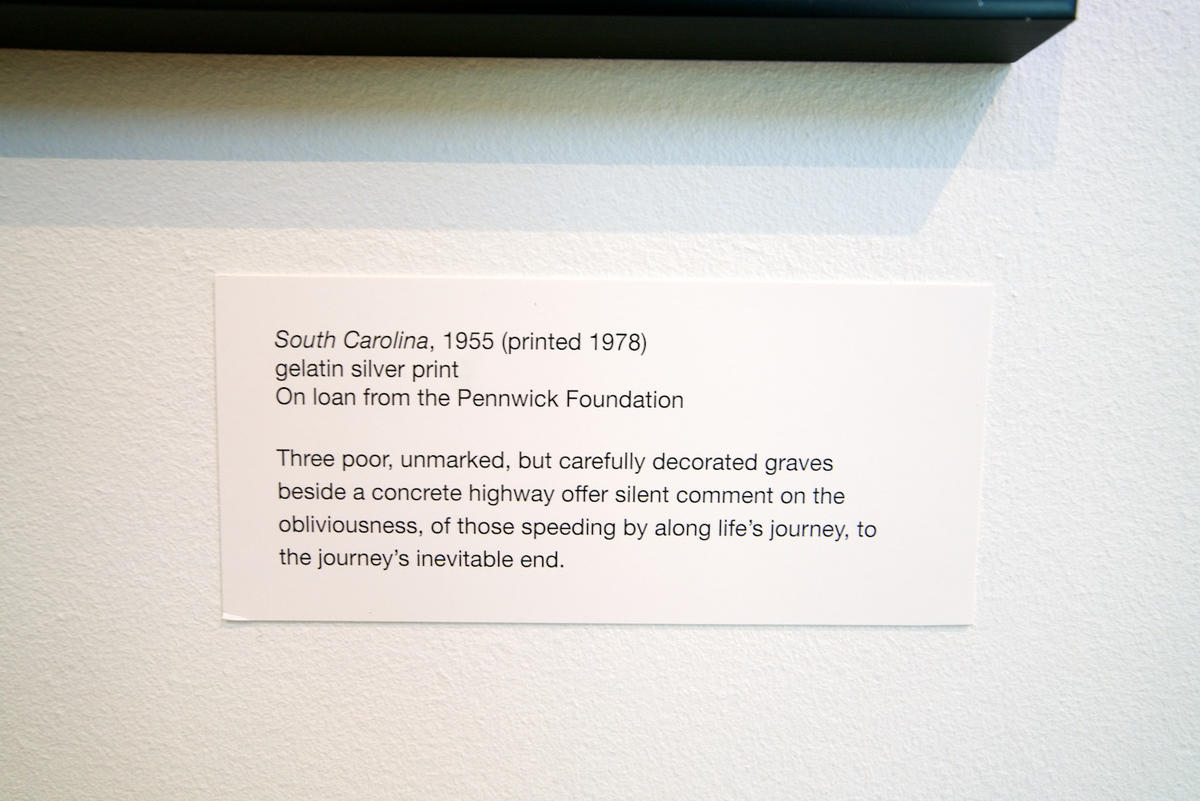 South Carolina, 1955 (printed 1978)
gelatin silver print
On loan from the Pennwick Foundation
Three poor, unmarked, but carefully decorated graves
beside a concrete highway offer silent comment on the
obliviousness, of those speeding by along life’s journey, to
the journey’s inevitable end.